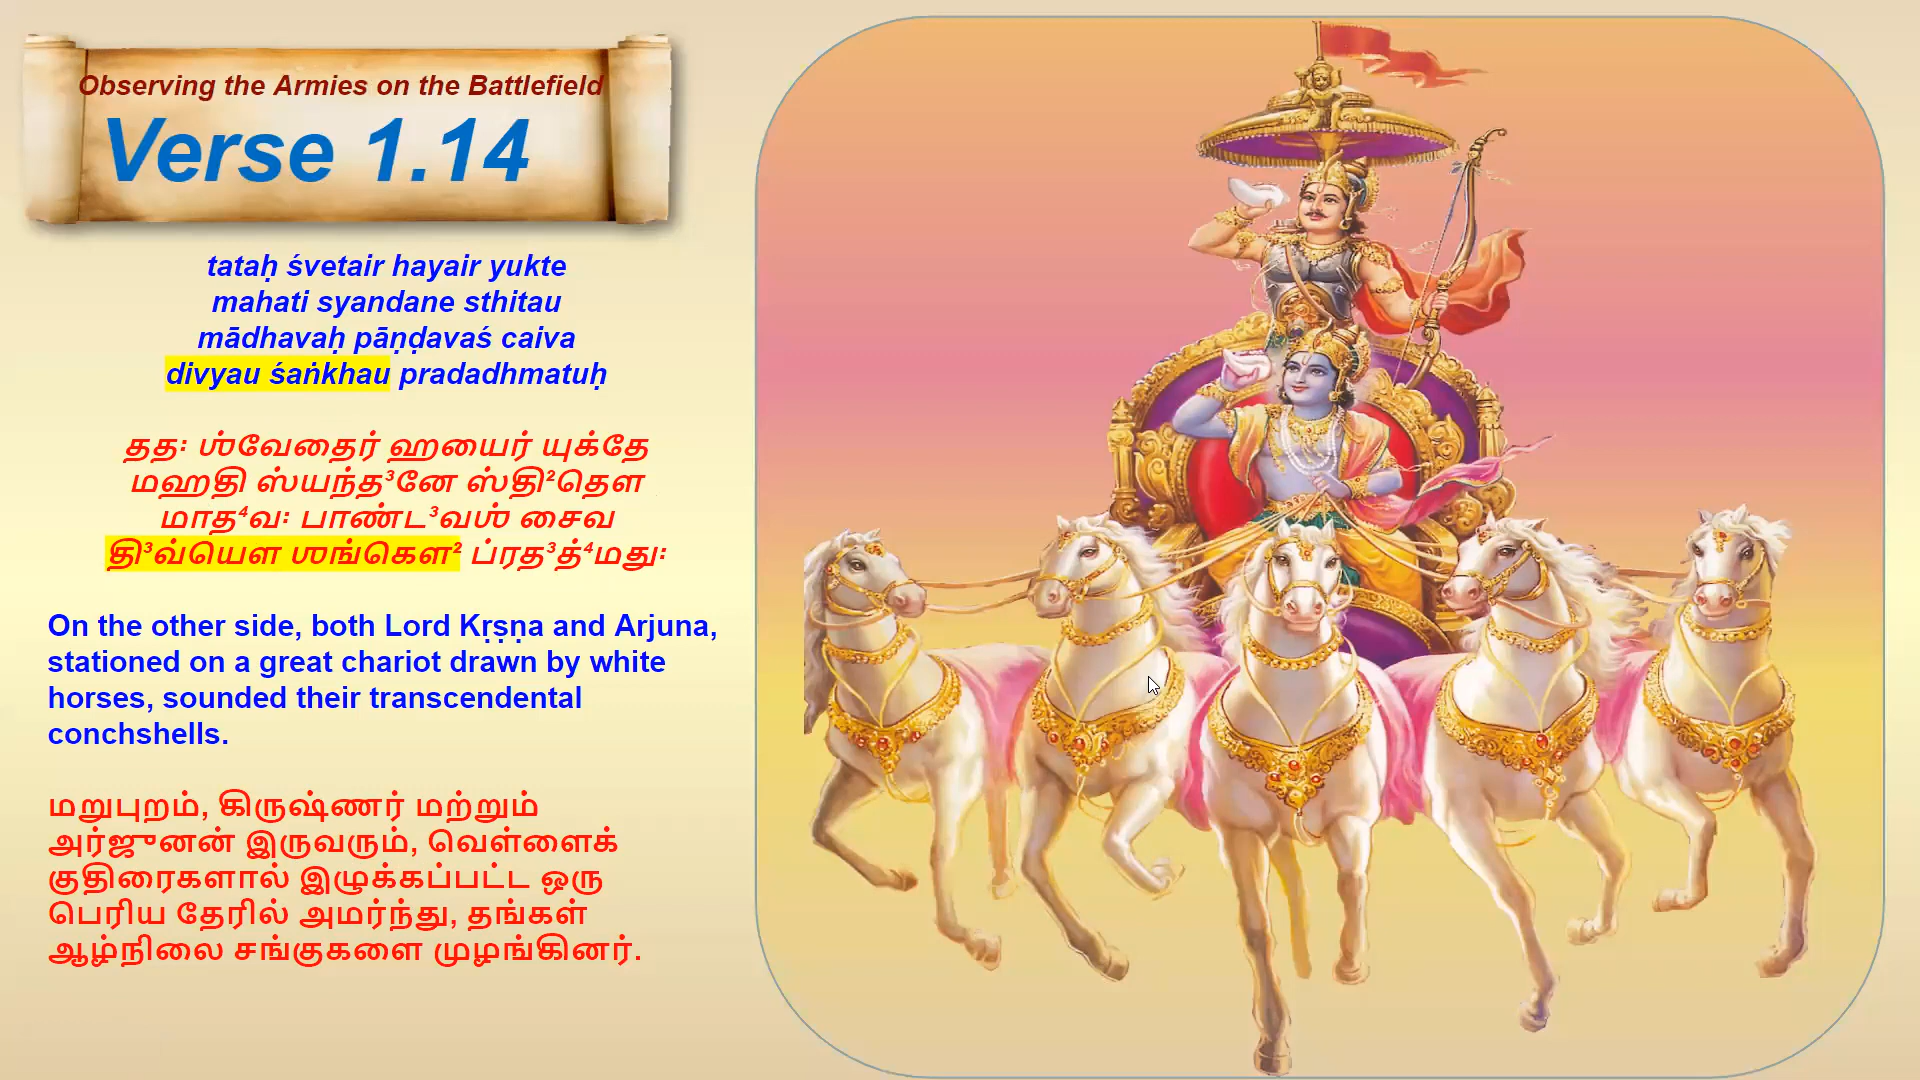 Observing the Armies on the Battlefield
Verse 1.14
tataḥ śvetair hayair yukte
mahati syandane sthitau
mādhavaḥ pāṇḍavaś caiva
divyau śaṅkhau pradadhmatuḥ
தத꞉ ஶ்வேதைர் ஹயைர் யுக்தே
மஹதி ஸ்யந்த³னே ஸ்தி²தௌ
மாத⁴வ꞉ பாண்ட³வஶ் சைவ
தி³வ்யௌ ஶங்கௌ² ப்ரத³த்⁴மது꞉
On the other side, both Lord Kṛṣṇa and Arjuna,
stationed on a great chariot drawn by white
horses, sounded their transcendental
conchshells.
மறுபுறம், கிருஷ்ணர் மற்றும்
அர்ஜுனன் இருவரும், வெள்ளைக்
குதிரைகளால் இழுக்கப்பட்ட ஒரு
பெரிய தேரில் அமர்ந்து, தங்கள்
ஆழ்நிலை சங்குகளை முழங்கினர்.